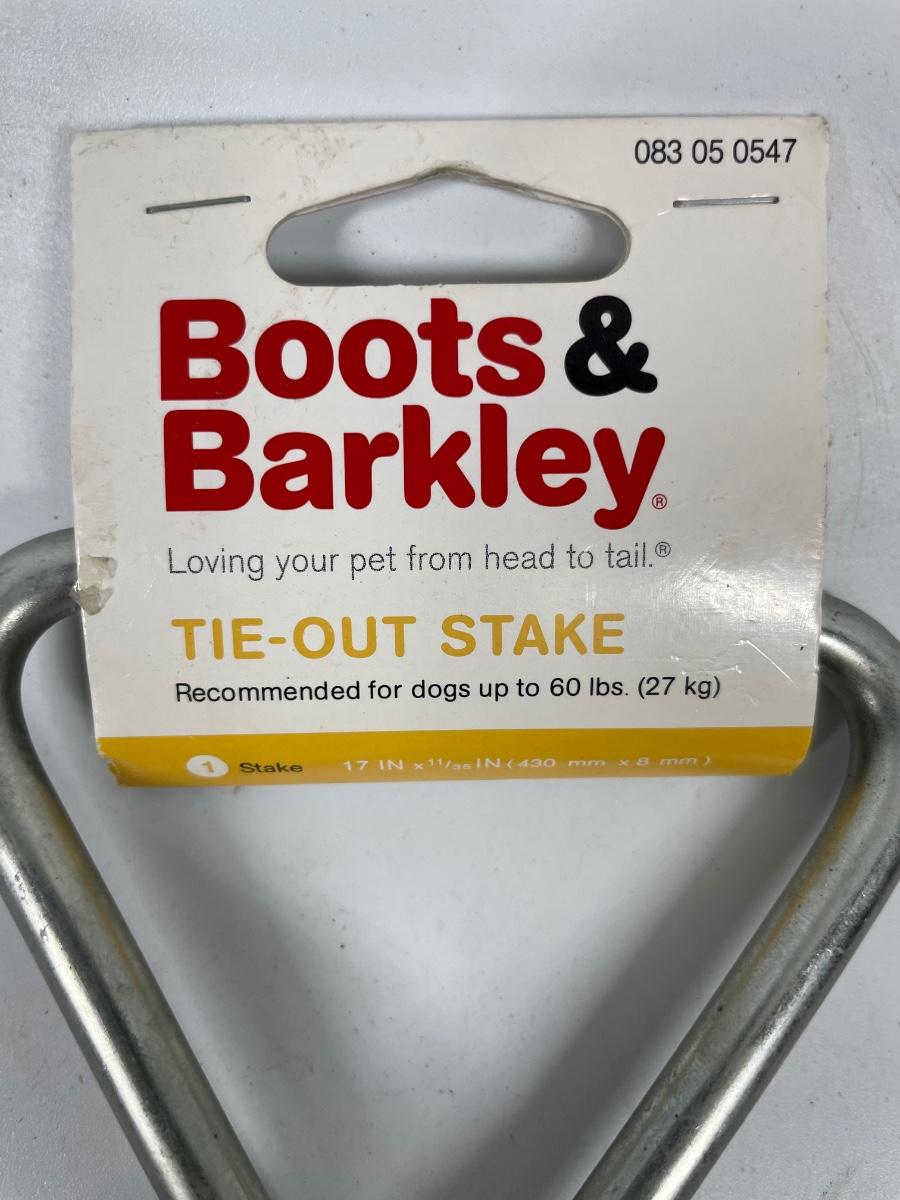 083 05 0547
Boots &
Barkley®
Loving your pet from head to tail.®
TIE-OUT STAKE
Recommended for dogs up to 60 lbs. (27 kg)
1 Stake 17 IN x 11/35 IN (430 mm x 8 mm)